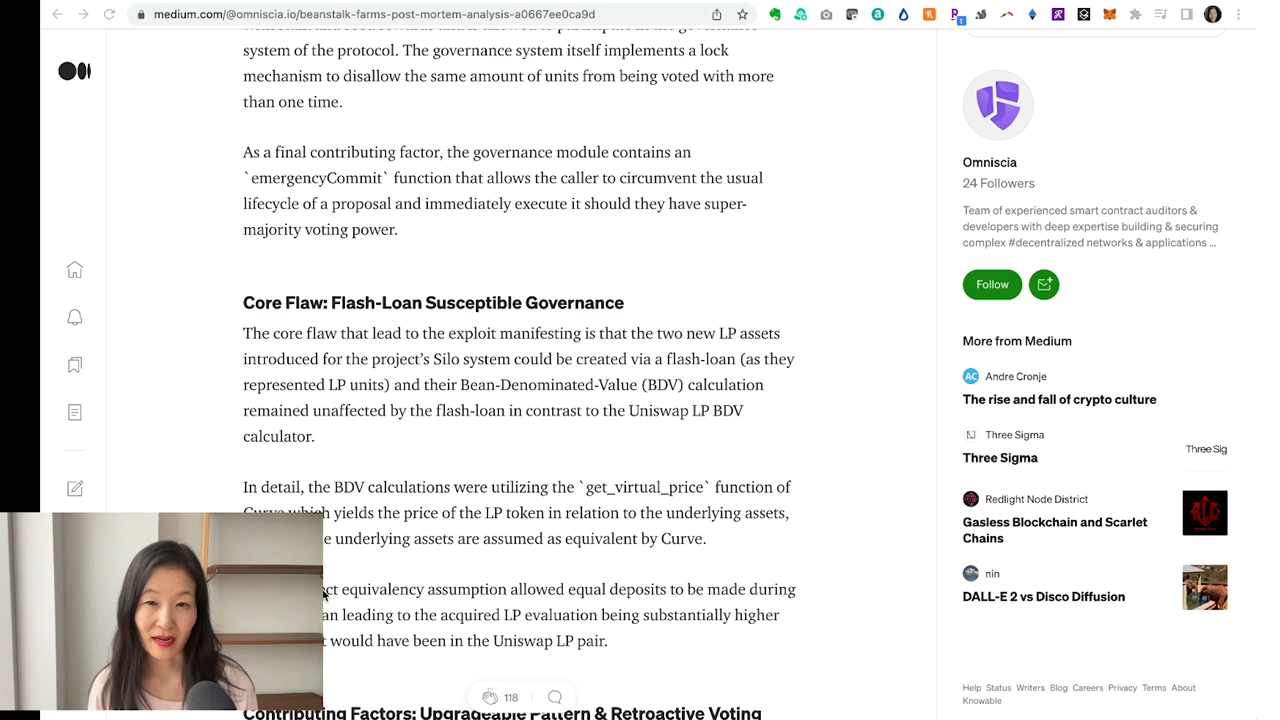 medium.com/@omniscia.io/beanstalk-farms-post-mortem-analysis-a0667ee0ca9d
system of the protocol. The governance system itself implements a lock
mechanism to disallow the same amount of units from being voted with more
than one time.
As a final contributing factor, the governance module contains an
`emergencyCommit` function that allows the caller to circumvent the usual
lifecycle of a proposal and immediately execute it should they have super-
majority voting power.
Core Flaw: Flash-Loan Susceptible Governance
The core flaw that lead to the exploit manifesting is that the two new LP assets
introduced for the project's Silo system could be created via a flash-loan (as they
represented LP units) and their Bean-Denominated-Value (BDV) calculation
remained unaffected by the flash-loan in contrast to the Uniswap LP BDV
calculator.
In detail, the BDV calculations were utilizing the `get_virtual_price` function of
Curve which yields the price of the LP token in relation to the underlying assets,
e underlying assets are assumed as equivalent by Curve.
ct equivalency assumption allowed equal deposits to be made during
an leading to the acquired LP evaluation being substantially higher
t would have been in the Uniswap LP pair.
118
Contributing Factors: Upgradeable Pattern & Retroactive Voting
Omniscia
24 Followers
Team of experienced smart contract auditors &
developers with deep expertise building & securing
complex #decentralized networks & applications ...
Follow
More from Medium
AC Andre Cronje
The rise and fall of crypto culture
Three Sigma
Three Sigma
Three Sig
Redlight Node District
Gasless Blockchain and Scarlet
Chains
nin
DALL-E 2 vs Disco Diffusion
Help Status Writers Blog Careers Privacy Terms About
Knowable